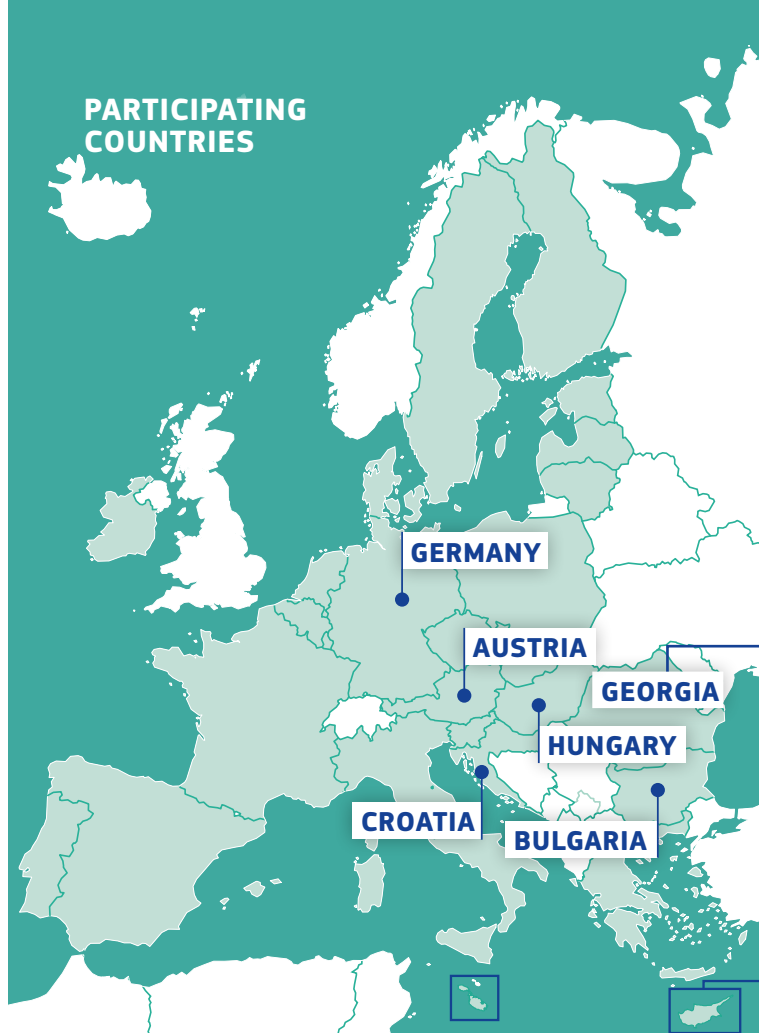 PARTICIPATING
COUNTRIES
GERMANY
AUSTRIA
GEORGIA
HUNGARY
CROATIA
BULGARIA